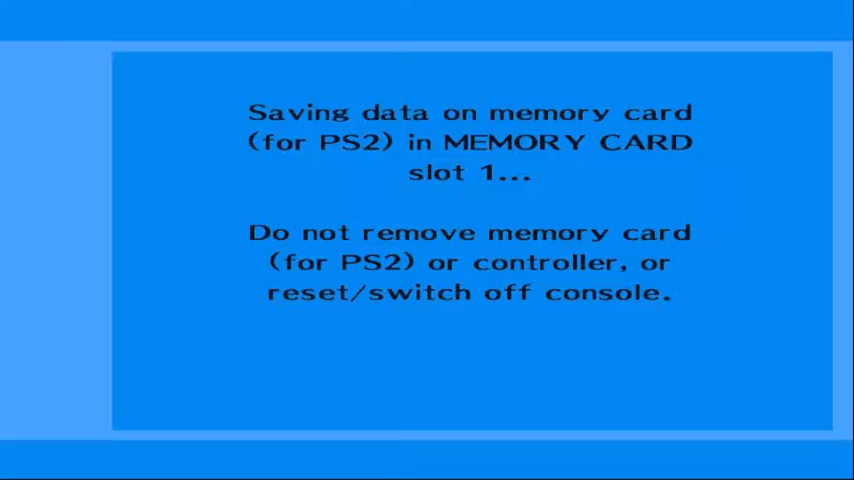 Saving data on memory card
(for PS2) in MEMORY CARD
slot 1...
Do not remove memory card
(for PS2) or controller, or
reset/switch off console.